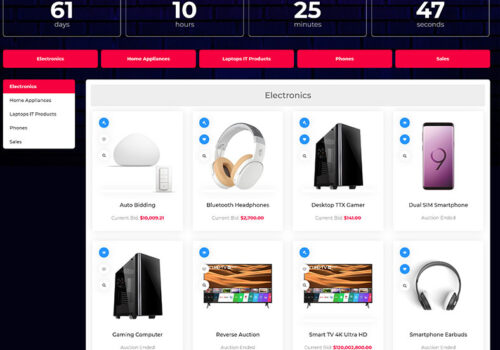 61
10
25
47
days
hours
minutes
seconds
Electronics
Home Appliances
Laptops IT Products
Phones
Sales
Electronics
Home Appliances
Laptops IT Products
Phones
Sales
Electronics
9
Auto Bidding
Bluetooth Headphones
Desktop TTX Gamer
Dual SIM Smartphone
Current Bid: $10,009.21
Current Bid: $2,700.00
Current Bid: $141.00
Auction Ended
Gaming Computer
Reverse Auction
Smart TV 4K Ultra HD
Smartphone Earbuds
Auction Ended
Auction Ended
Current Bid: $100,002,800.00
Auction Ended